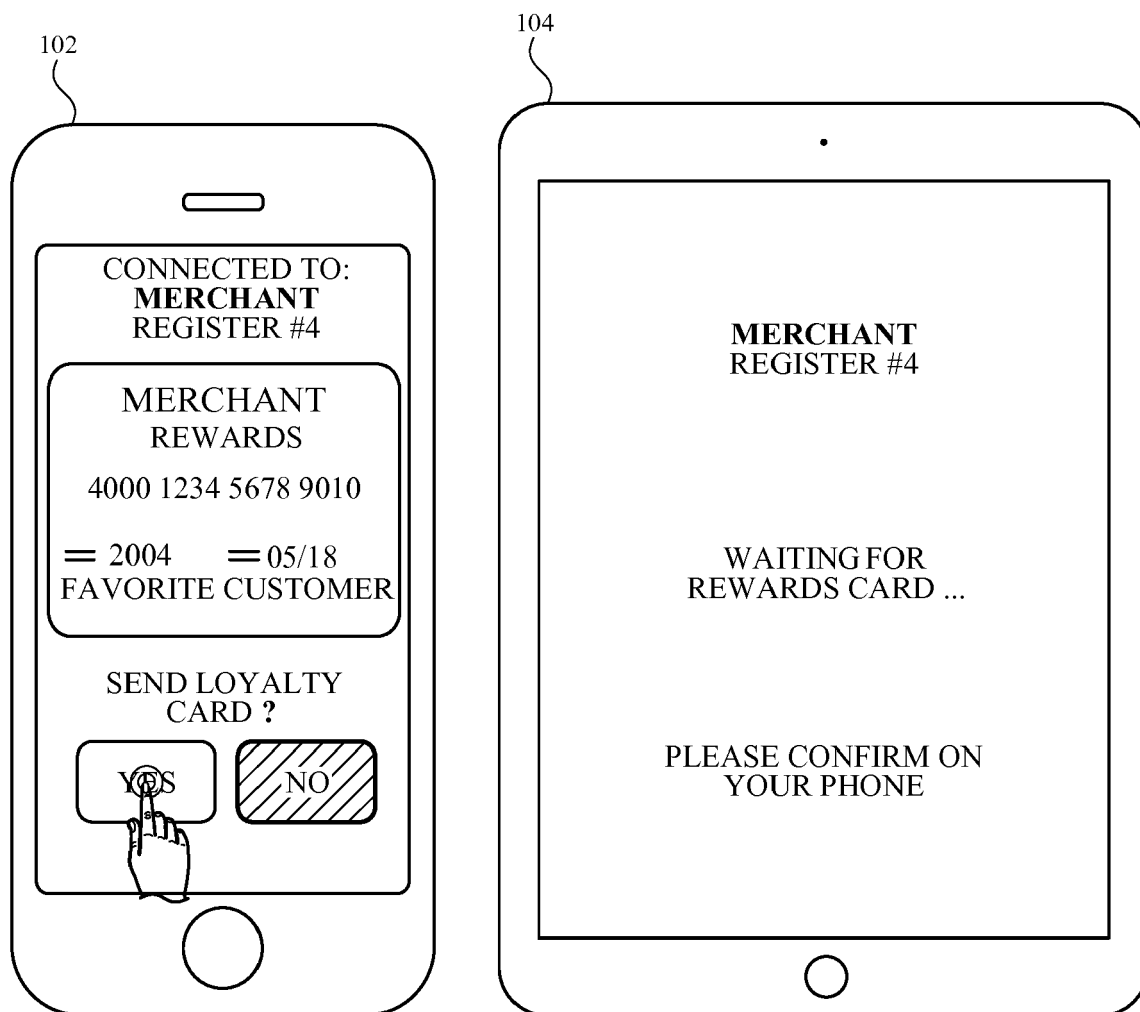 102
CONNECTED TO:
MERCHANT
REGISTER #4
MERCHANT
REWARDS
4000 1234 5678 9010
2004 05/18
FAVORITE CUSTOMER
SEND LOYALTY
CARD ?
YES NO
104
MERCHANT
REGISTER #4
WAITING FOR
REWARDS CARD ...
PLEASE CONFIRM ON
YOUR PHONE